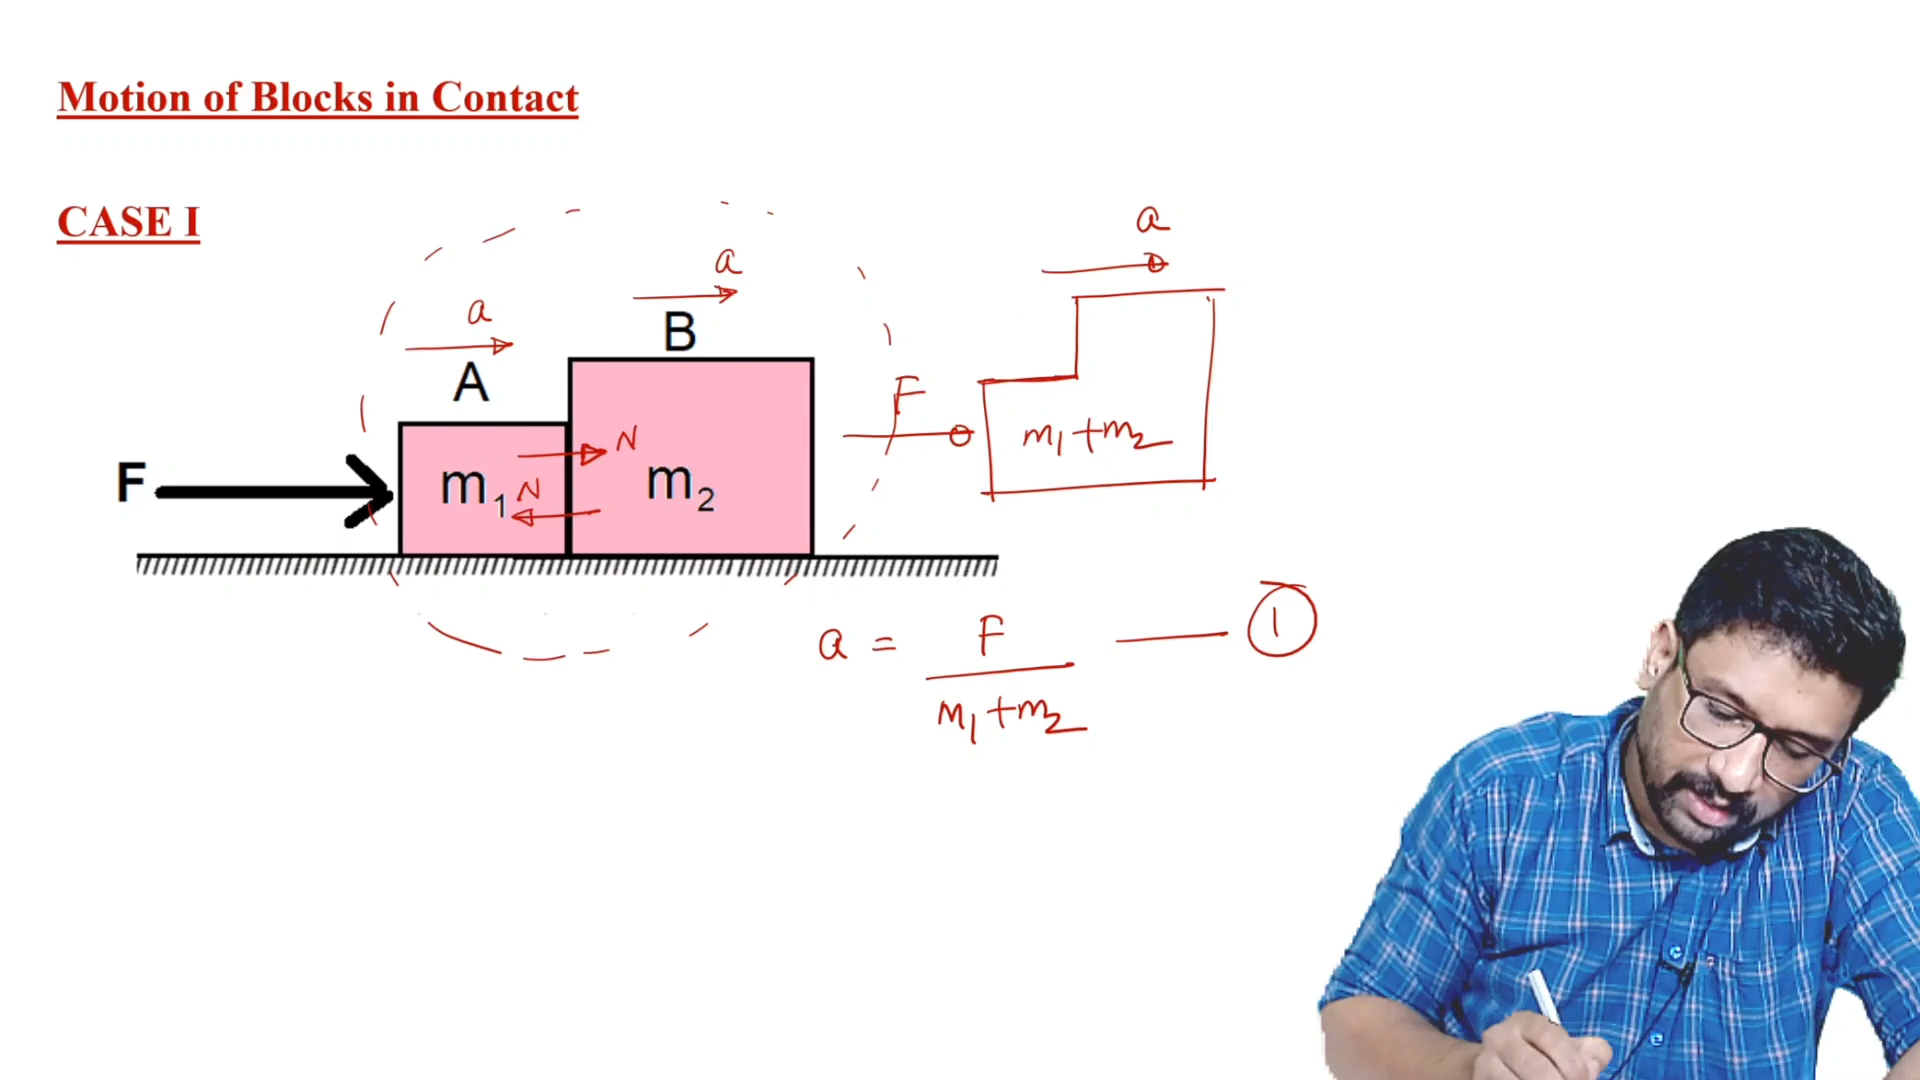 Motion of Blocks in Contact
CASE I
a
a
a
B
A
F
F
N
m₁
N
m₂
m₁+m₂
a = F / m₁+m₂ —— ①